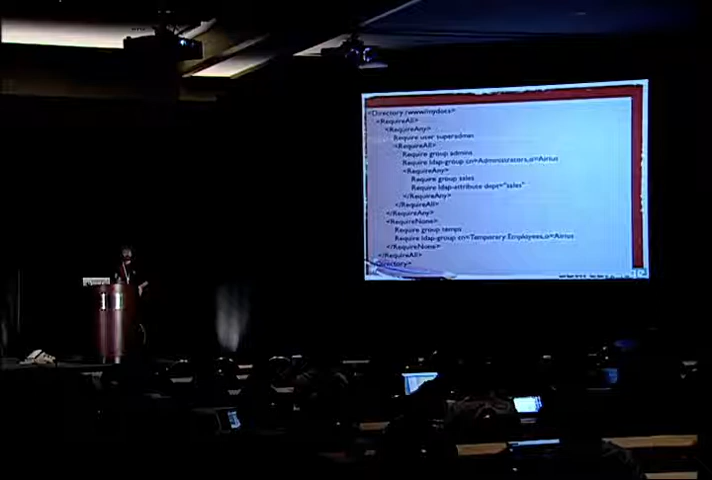 <Directory /www/mydocs>
<RequireAll>
<RequireAny>
Require user superadmin
<RequireAll>
Require group admins
Require ldap-group cn=Administrators,o=Airius
<RequireAny>
Require group sales
Require ldap-attribute dept="sales"
</RequireAny>
</RequireAll>
</RequireAny>
<RequireNone>
Require group temps
Require ldap-group cn=Temporary Employees,o=Airius
</RequireNone>
</RequireAll>
</Directory>